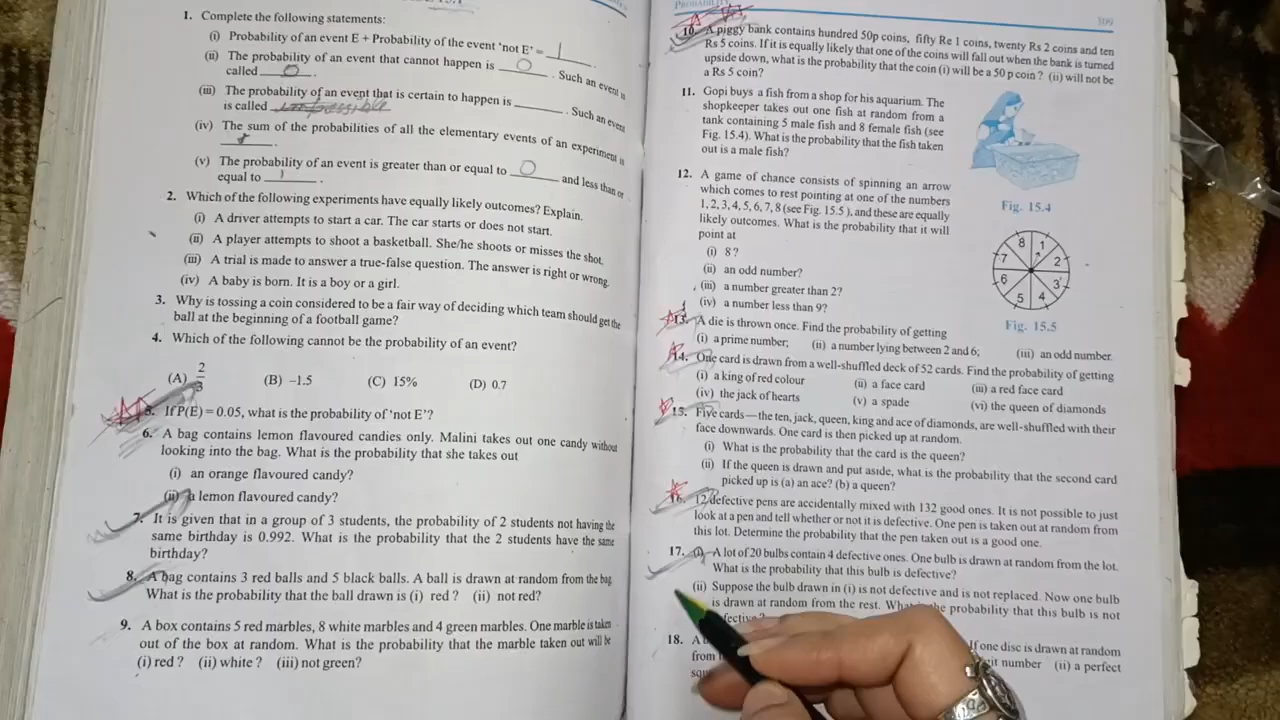 1. Complete the following statements:
(i) Probability of an event E + Probability of the event 'not E' = 1
(ii) The probability of an event that cannot happen is 0 . Such an event is
called 0 .
(iii) The probability of an event that is certain to happen is ______ . Such an event
is called impossible
(iv) The sum of the probabilities of all the elementary events of an experiment is
______ .
(v) The probability of an event is greater than or equal to 0 and less than or
equal to 1 .
2. Which of the following experiments have equally likely outcomes? Explain.
(i) A driver attempts to start a car. The car starts or does not start.
(ii) A player attempts to shoot a basketball. She/he shoots or misses the shot.
(iii) A trial is made to answer a true-false question. The answer is right or wrong.
(iv) A baby is born. It is a boy or a girl.
3. Why is tossing a coin considered to be a fair way of deciding which team should get the
ball at the beginning of a football game?
4. Which of the following cannot be the probability of an event?
(A) 2/3 (B) –1.5 (C) 15% (D) 0.7
5. If P(E) = 0.05, what is the probability of 'not E'?
6. A bag contains lemon flavoured candies only. Malini takes out one candy without
looking into the bag. What is the probability that she takes out
(i) an orange flavoured candy?
(ii) a lemon flavoured candy?
7. It is given that in a group of 3 students, the probability of 2 students not having the
same birthday is 0.992. What is the probability that the 2 students have the same
birthday?
8. A bag contains 3 red balls and 5 black balls. A ball is drawn at random from the bag.
What is the probability that the ball drawn is (i) red ? (ii) not red?
9. A box contains 5 red marbles, 8 white marbles and 4 green marbles. One marble is taken
out of the box at random. What is the probability that the marble taken out will be
(i) red ? (ii) white ? (iii) not green?
PROBABILITY 309
10. A piggy bank contains hundred 50p coins, fifty Re 1 coins, twenty Rs 2 coins and ten
Rs 5 coins. If it is equally likely that one of the coins will fall out when the bank is turned
upside down, what is the probability that the coin (i) will be a 50 p coin ? (ii) will not be
a Rs 5 coin?
11. Gopi buys a fish from a shop for his aquarium. The
shopkeeper takes out one fish at random from a
tank containing 5 male fish and 8 female fish (see
Fig. 15.4). What is the probability that the fish taken
out is a male fish?
Fig. 15.4
12. A game of chance consists of spinning an arrow
which comes to rest pointing at one of the numbers
1, 2, 3, 4, 5, 6, 7, 8 (see Fig. 15.5 ), and these are equally
likely outcomes. What is the probability that it will
point at
(i) 8 ?
(ii) an odd number?
(iii) a number greater than 2?
(iv) a number less than 9?
8 1
7 2
6 3
5 4
Fig. 15.5
13. A die is thrown once. Find the probability of getting
(i) a prime number; (ii) a number lying between 2 and 6; (iii) an odd number.
14. One card is drawn from a well-shuffled deck of 52 cards. Find the probability of getting
(i) a king of red colour (ii) a face card (iii) a red face card
(iv) the jack of hearts (v) a spade (vi) the queen of diamonds
15. Five cards—the ten, jack, queen, king and ace of diamonds, are well-shuffled with their
face downwards. One card is then picked up at random.
(i) What is the probability that the card is the queen?
(ii) If the queen is drawn and put aside, what is the probability that the second card
picked up is (a) an ace? (b) a queen?
16. 12 defective pens are accidentally mixed with 132 good ones. It is not possible to just
look at a pen and tell whether or not it is defective. One pen is taken out at random from
this lot. Determine the probability that the pen taken out is a good one.
17. (i) A lot of 20 bulbs contain 4 defective ones. One bulb is drawn at random from the lot.
What is the probability that this bulb is defective?
(ii) Suppose the bulb drawn in (i) is not defective and is not replaced. Now one bulb
is drawn at random from the rest. the probability that this bulb is not
18. A If one disc is drawn at random
from number (ii) a perfect